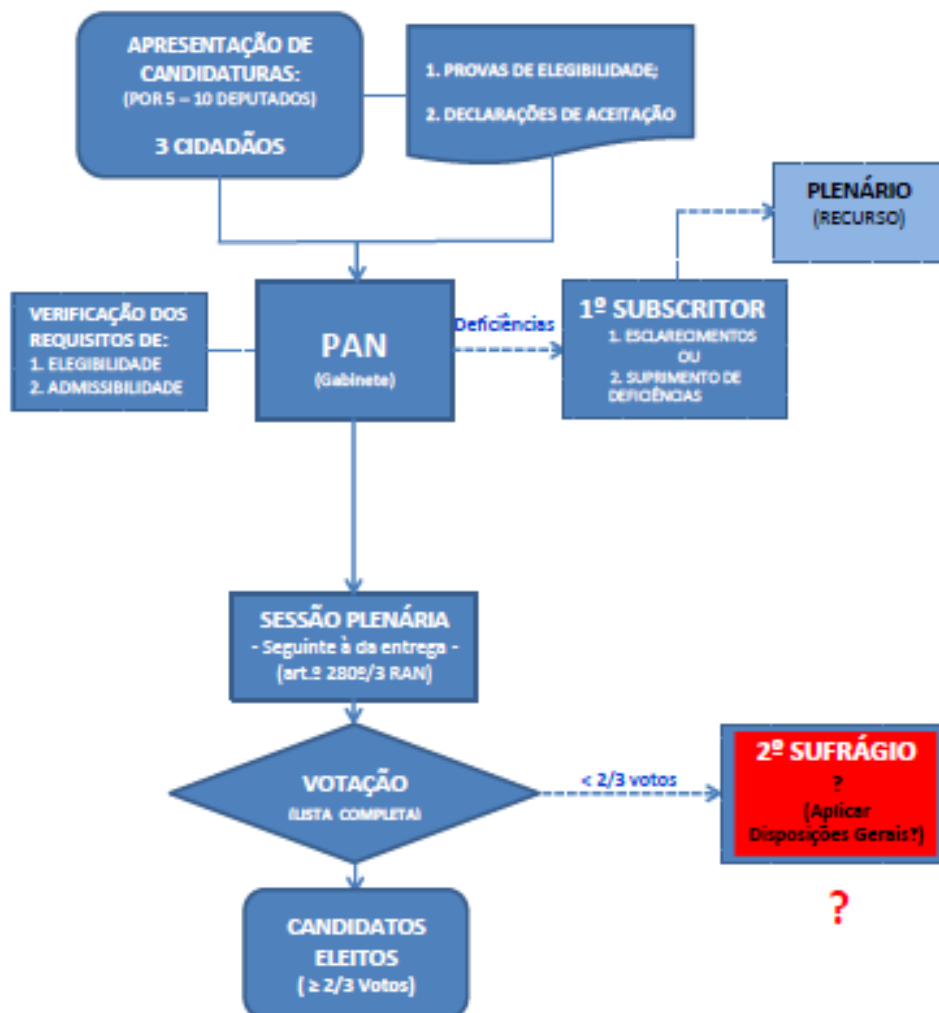 APRESENTAÇÃO DE
CANDIDATURAS:
(POR 5 – 10 DEPUTADOS)
3 CIDADÃOS
1. PROVAS DE ELEGIBILIDADE;
2. DECLARAÇÕES DE ACEITAÇÃO
PLENÁRIO
(RECURSO)
VERIFICAÇÃO DOS
REQUISITOS DE:
1. ELEGIBILIDADE
2. ADMISSIBILIDADE
PAN
(Gabinete)
Deficiências
1º SUBSCRITOR
1. ESCLARECIMENTOS
OU
2. SUPRIMENTO DE
DEFICIÊNCIAS
SESSÃO PLENÁRIA
- Seguinte à da entrega -
(art.º 280º/3 RAN)
VOTAÇÃO
(LISTA COMPLETA)
< 2/3 votos
2º SUFRÁGIO
?
(Aplicar
Disposições Gerais?)
?
CANDIDATOS
ELEITOS
( ≥ 2/3 Votos)